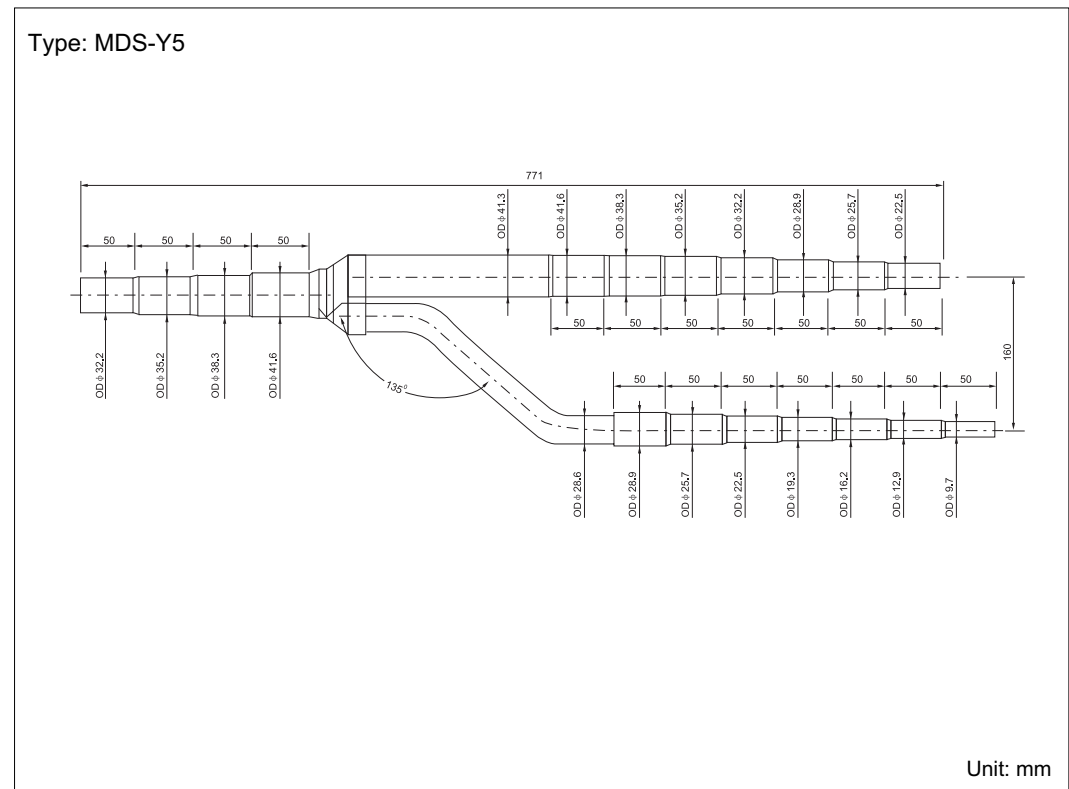 Type: MDS-Y5
771
50 50 50 50
OD ϕ 41.3
OD ϕ 41.6
OD ϕ 38.3
OD ϕ 35.2
OD ϕ 32.2
OD ϕ 28.9
OD ϕ 25.7
OD ϕ 22.5
50 50 50 50 50 50 50
160
OD ϕ 32.2
OD ϕ 35.2
OD ϕ 38.3
OD ϕ 41.6
135°
50 50 50 50 50 50 50
OD ϕ 28.6
OD ϕ 28.9
OD ϕ 25.7
OD ϕ 22.5
OD ϕ 19.3
OD ϕ 16.2
OD ϕ 12.9
OD ϕ 9.7
Unit: mm